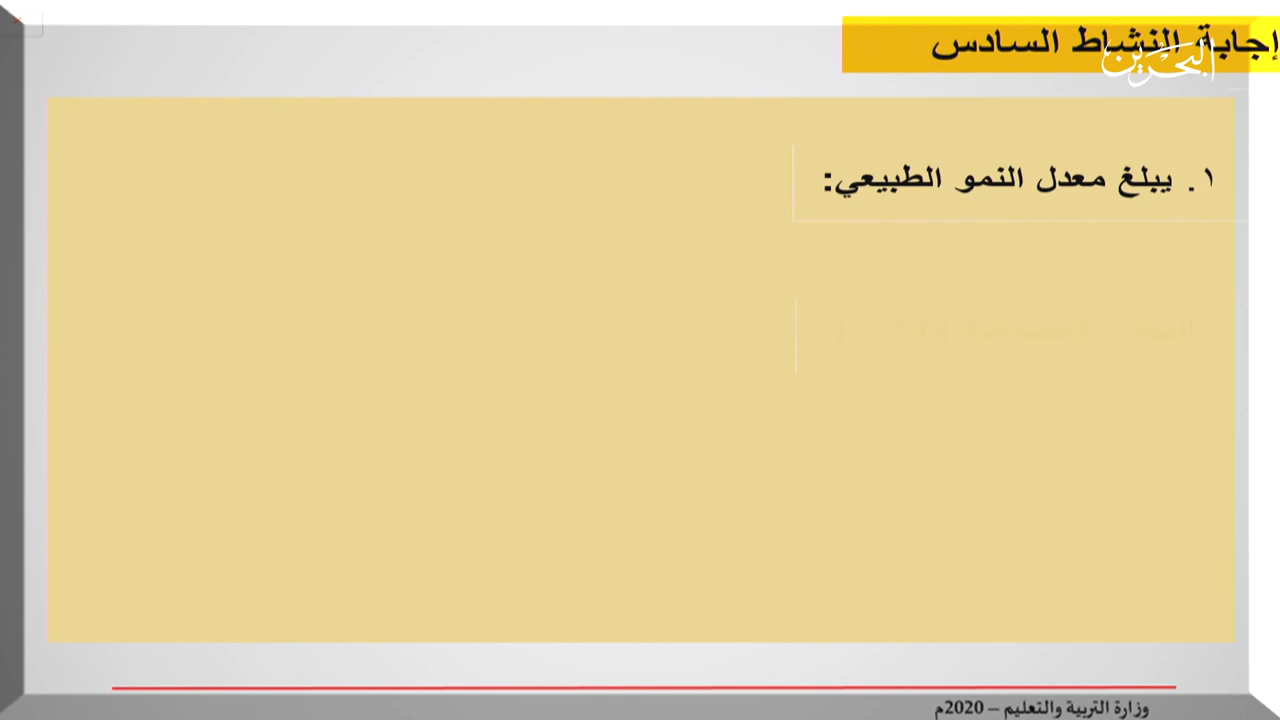 إجابة النشاط السادس
البحرين
١. يبلغ معدل النمو الطبيعي:
وزارة التربية والتعليم – 2020م